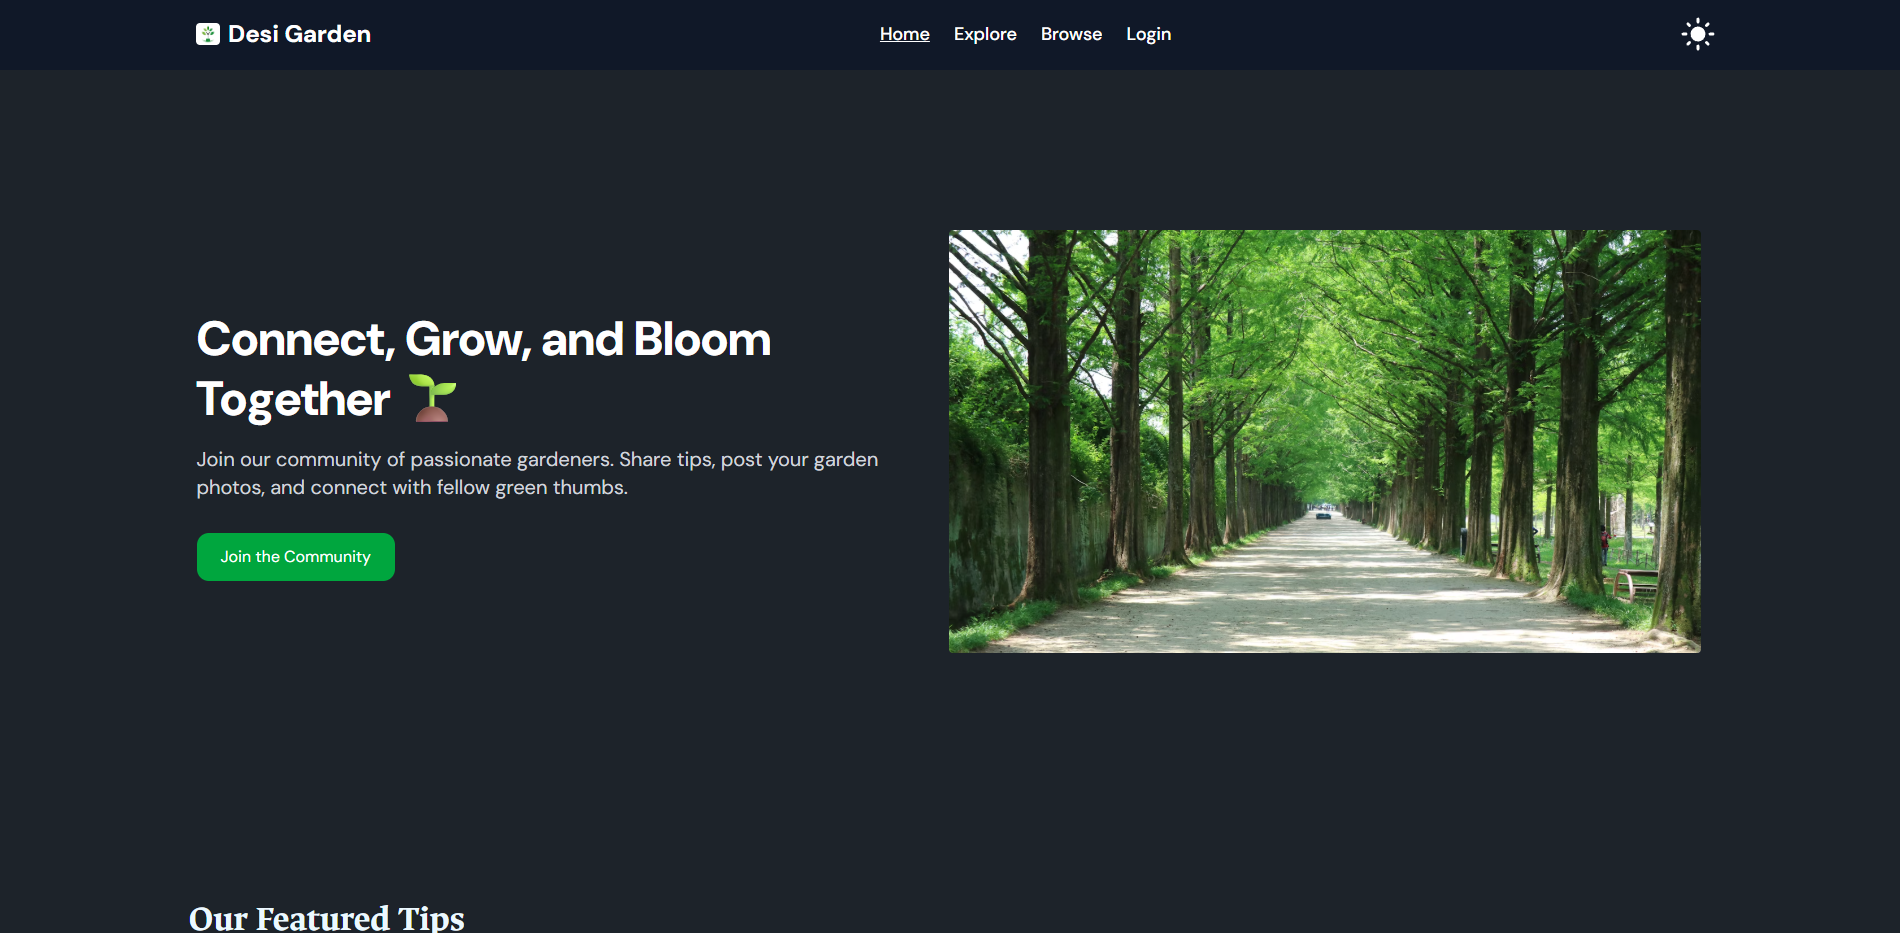 Desi Garden
Home Explore Browse Login
Connect, Grow, and Bloom
Together 🌱
Join our community of passionate gardeners. Share tips, post your garden
photos, and connect with fellow green thumbs.
Join the Community
Our Featured Tips